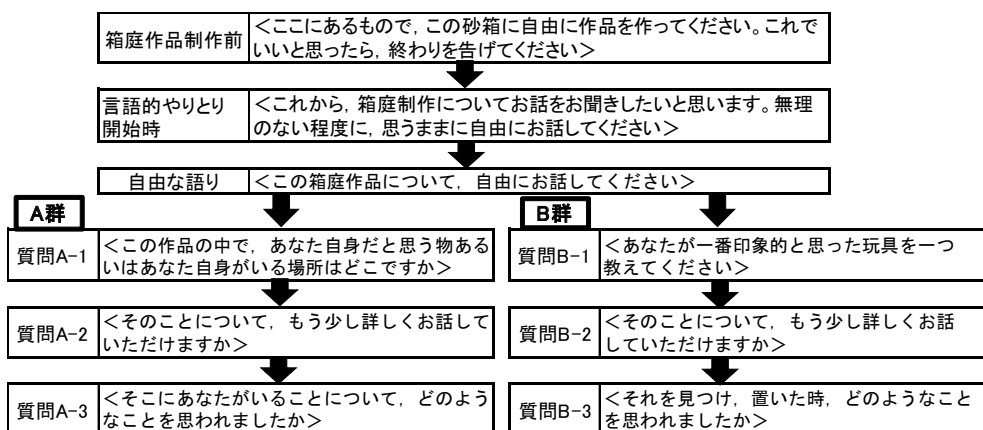 箱庭作品制作前
＜ここにあるもので，この砂箱に自由に作品を作ってください。これで
いいと思ったら，終わりを告げてください＞
言語的やりとり
開始時
＜これから，箱庭制作についてお話をお聞きしたいと思います。無理
のない程度に，思うままに自由にお話してください＞
自由な語り
＜この箱庭作品について，自由にお話してください＞
A群
質問A-1
＜この作品の中で，あなた自身だと思う物ある
いはあなた自身がいる場所はどこですか＞
質問A-2
＜そのことについて，もう少し詳しくお話して
いただけますか＞
質問A-3
＜そこにあなたがいることについて，どのよう
なことを思われましたか＞
B群
質問B-1
＜あなたが一番印象的と思った玩具を一つ
教えてください＞
質問B-2
＜そのことについて，もう少し詳しくお話
していただけますか＞
質問B-3
＜それを見つけ，置いた時，どのようなこと
を思われましたか＞